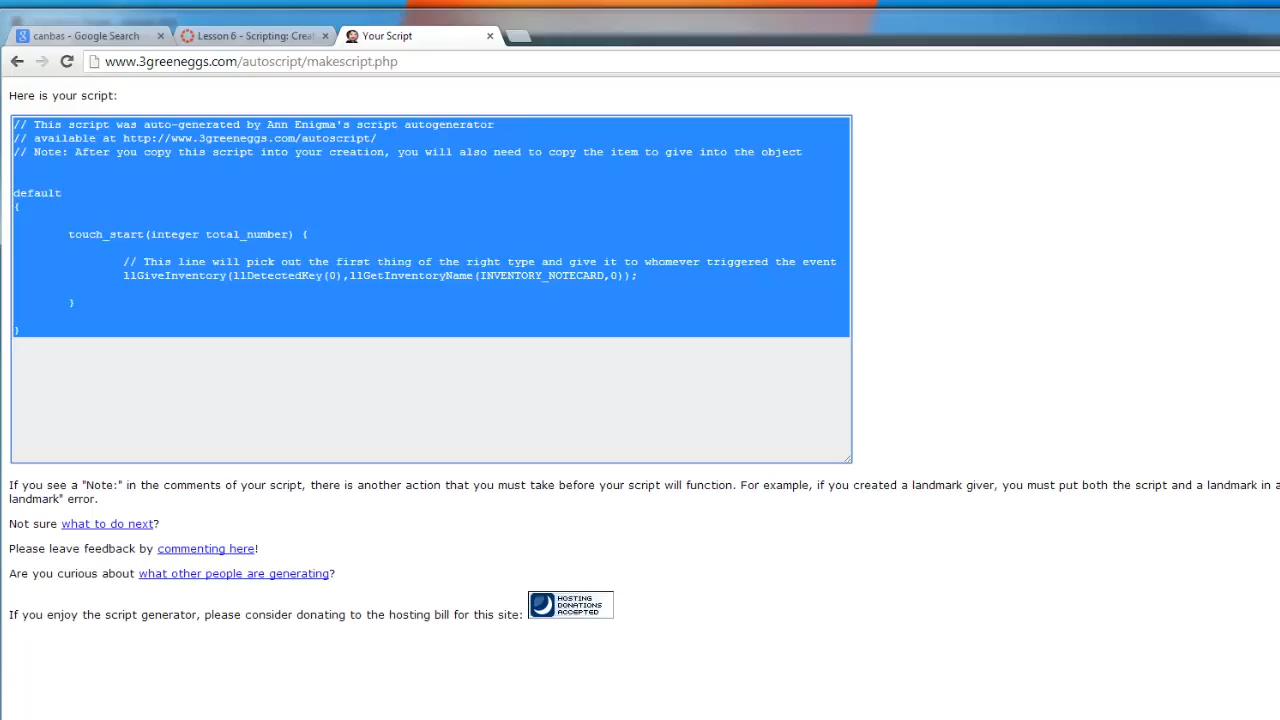 canbas - Google Search
Lesson 6 - Scripting: Crea
Your Script
www.3greeneggs.com/autoscript/makescript.php
Here is your script:
// This script was auto-generated by Ann Enigma's script autogenerator
// available at http://www.3greeneggs.com/autoscript/
// Note: After you copy this script into your creation, you will also need to copy the item to give into the object
default
{
touch_start(integer total_number) {
// This line will pick out the first thing of the right type and give it to whomever triggered the event
llGiveInventory(llDetectedKey(0),llGetInventoryName(INVENTORY_NOTECARD,0));
}
}
If you see a "Note:" in the comments of your script, there is another action that you must take before your script will function. For example, if you created a landmark giver, you must put both the script and a landmark in a
landmark" error.
Not sure what to do next?
Please leave feedback by commenting here!
Are you curious about what other people are generating?
If you enjoy the script generator, please consider donating to the hosting bill for this site:
HOSTING
DONATIONS
ACCEPTED